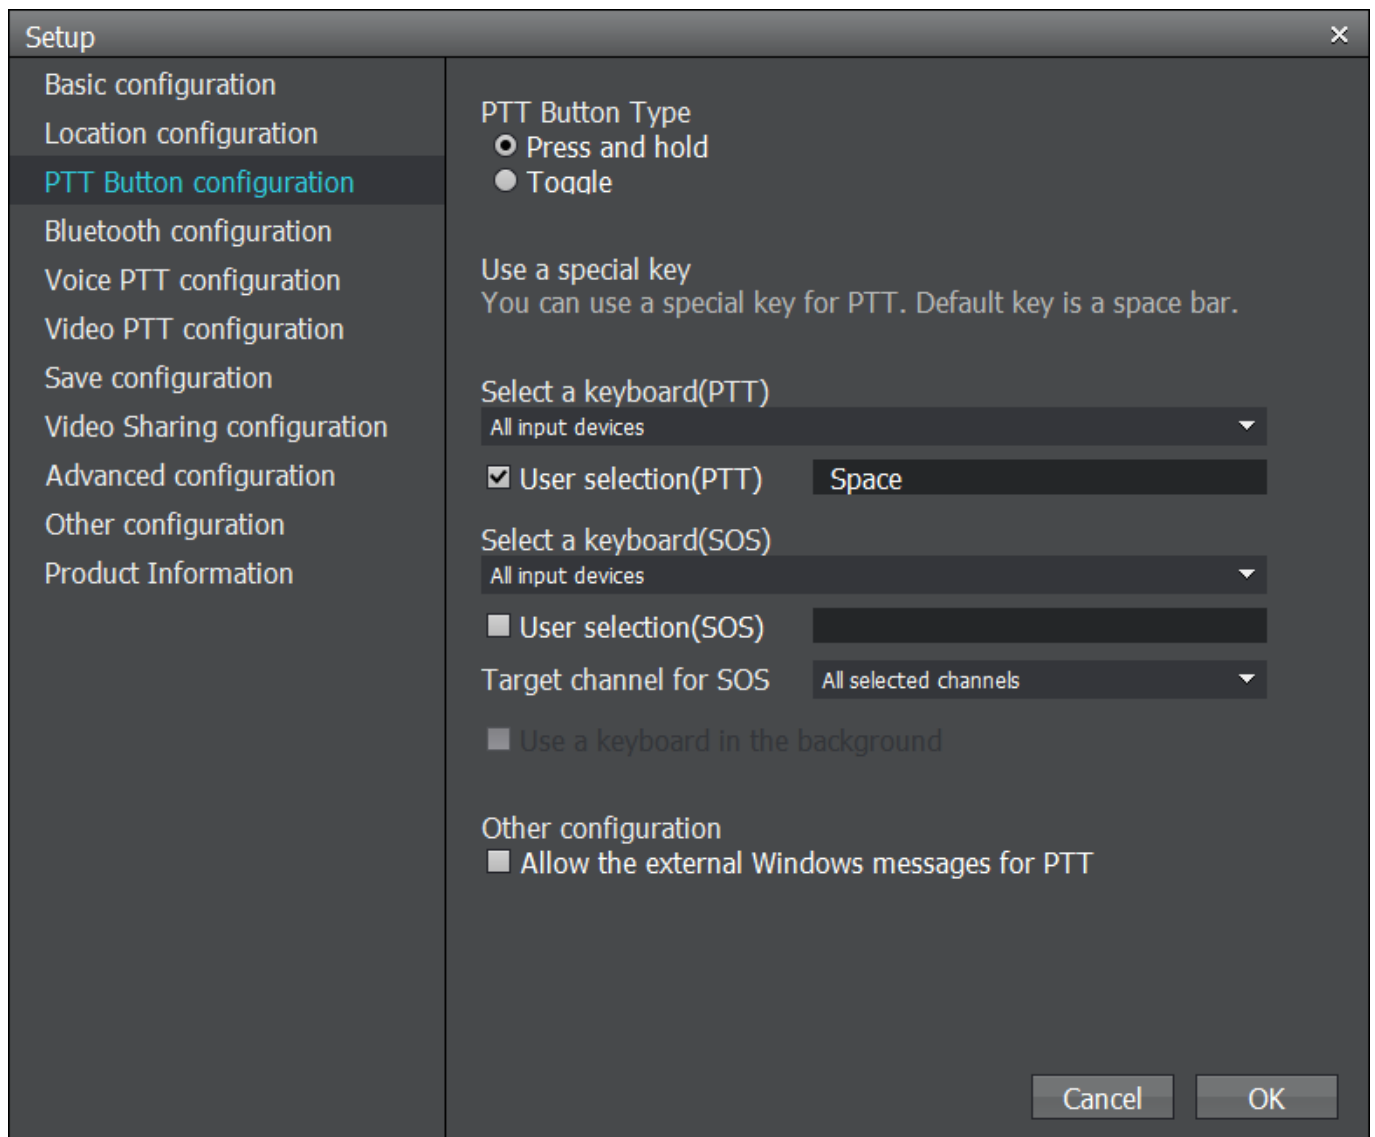 Setup
Basic configuration
Location configuration
PTT Button configuration
Bluetooth configuration
Voice PTT configuration
Video PTT configuration
Save configuration
Video Sharing configuration
Advanced configuration
Other configuration
Product Information
PTT Button Type
Press and hold
Toggle
Use a special key
You can use a special key for PTT. Default key is a space bar.
Select a keyboard(PTT)
All input devices
User selection(PTT) Space
Select a keyboard(SOS)
All input devices
User selection(SOS)
Target channel for SOS All selected channels
Use a keyboard in the background
Other configuration
Allow the external Windows messages for PTT
Cancel OK